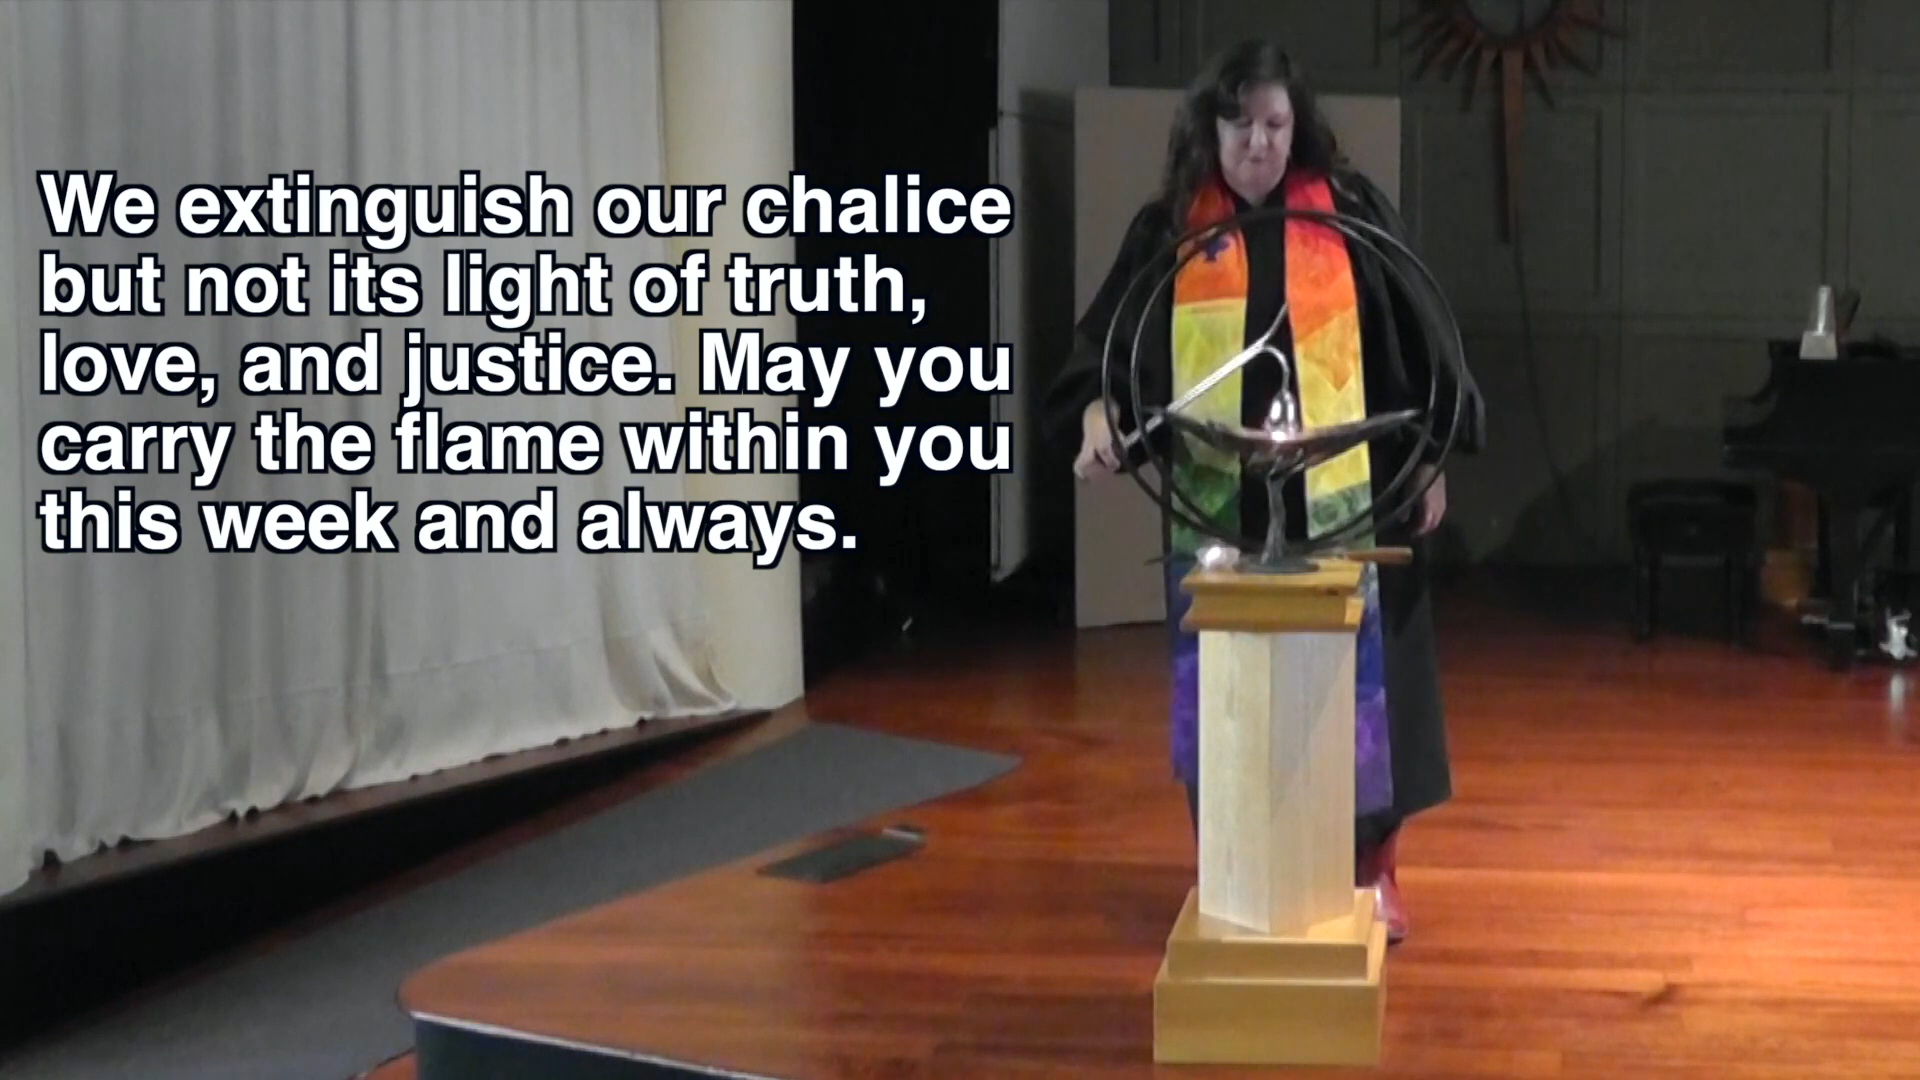 We extinguish our chalice
but not its light of truth,
love, and justice. May you
carry the flame within you
this week and always.